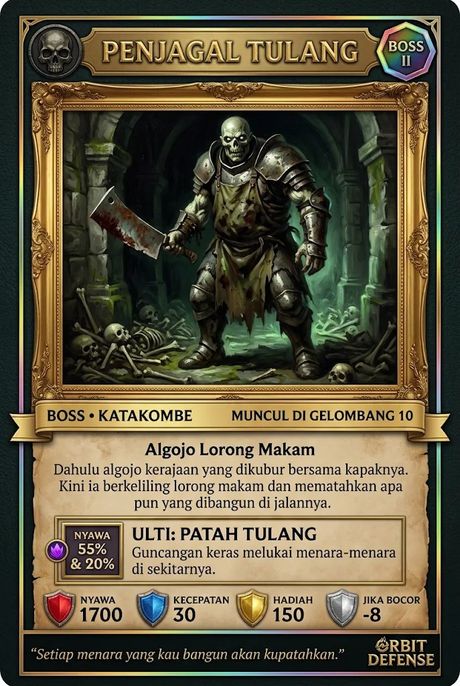 PENJAGAL TULANG
BOSS
II
BOSS • KATAKOMBE
MUNCUL DI GELOMBANG 10
Algojo Lorong Makam
Dahulu algojo kerajaan yang dikubur bersama kapaknya.
Kini ia berkeliling lorong makam dan mematahkan apa
pun yang dibangun di jalannya.
NYAWA
55%
& 20%
ULTI: PATAH TULANG
Guncangan keras melukai menara-menara
di sekitarnya.
NYAWA
1700
KECEPATAN
30
HADIAH
150
JIKA BOCOR
-8
“Setiap menara yang kau bangun akan kupatahkan.”
ORBIT
DEFENSE